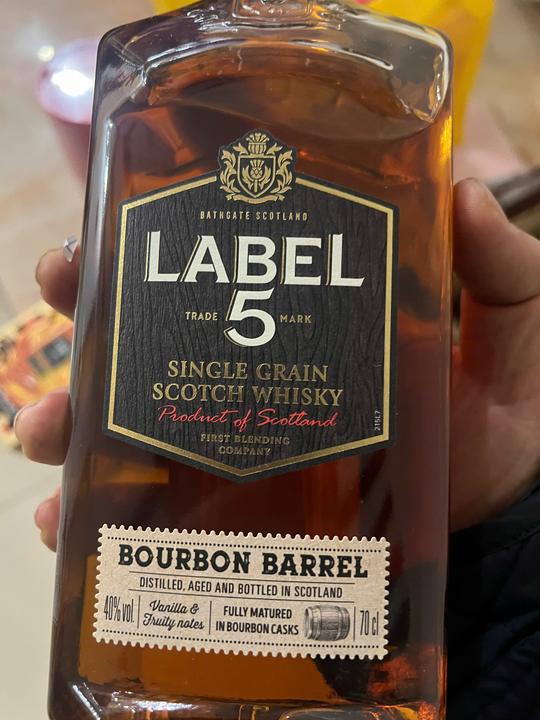 BATHGATE SCOTLAND
LABEL
5
TRADE MARK
SINGLE GRAIN
SCOTCH WHISKY
Product of Scotland
FIRST BLENDING
COMPANY
215L7
BOURBON BARREL
DISTILLED, AGED AND BOTTLED IN SCOTLAND
40% vol.
Vanilla &
Fruity notes
FULLY MATURED
IN BOURBON CASKS
70 cl